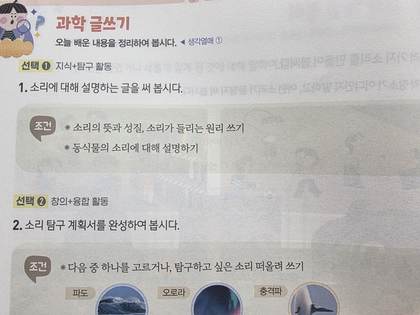 과학 글쓰기
오늘 배운 내용을 정리하여 봅시다. ◀ 생각열매 ①
선택 ❶ 지식+탐구 활동
1. 소리에 대해 설명하는 글을 써 봅시다.
조건
* 소리의 뜻과 성질, 소리가 들리는 원리 쓰기
* 동식물의 소리에 대해 설명하기
선택 ❷ 창의+융합 활동
2. 소리 탐구 계획서를 완성하여 봅시다.
조건
* 다음 중 하나를 고르거나, 탐구하고 싶은 소리 떠올려 쓰기
파도 오로라 충격파